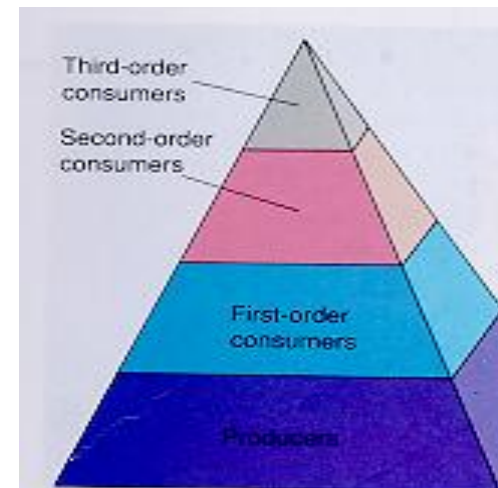 Third-order
consumers
Second-order
consumers
First-order
consumers
Producers